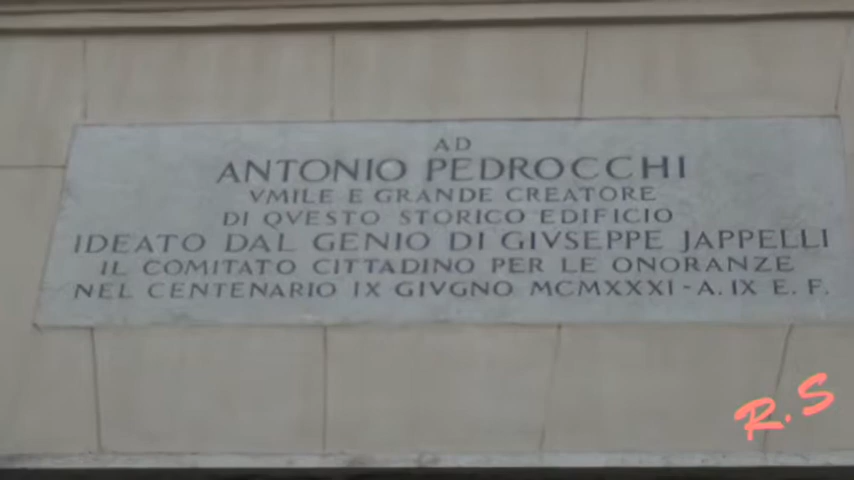 AD
ANTONIO PEDROCCHI
VMILE E GRANDE CREATORE
DI QVESTO STORICO EDIFICIO
IDEATO DAL GENIO DI GIVSEPPE JAPPELLI
IL COMITATO CITTADINO PER LE ONORANZE
NEL CENTENARIO IX GIVGNO MCMXXXI - A. IX E. F.
R.S